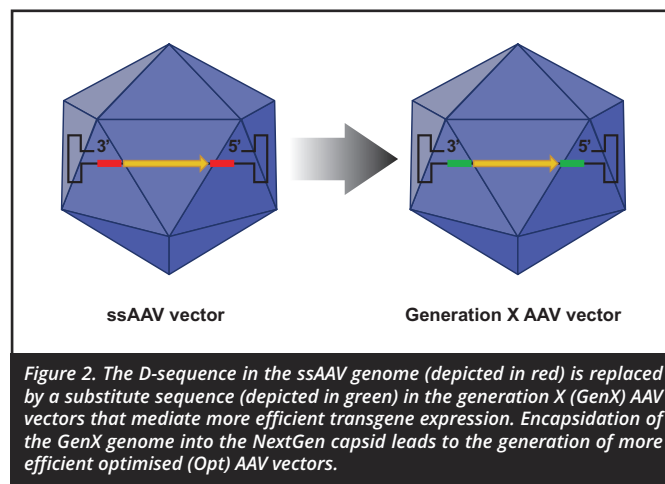 3’ 5’ 3’ 5’
ssAAV vector Generation X AAV vector
Figure 2. The D-sequence in the ssAAV genome (depicted in red) is replaced
by a substitute sequence (depicted in green) in the generation X (GenX) AAV
vectors that mediate more efficient transgene expression. Encapsidation of
the GenX genome into the NextGen capsid leads to the generation of more
efficient optimised (Opt) AAV vectors.